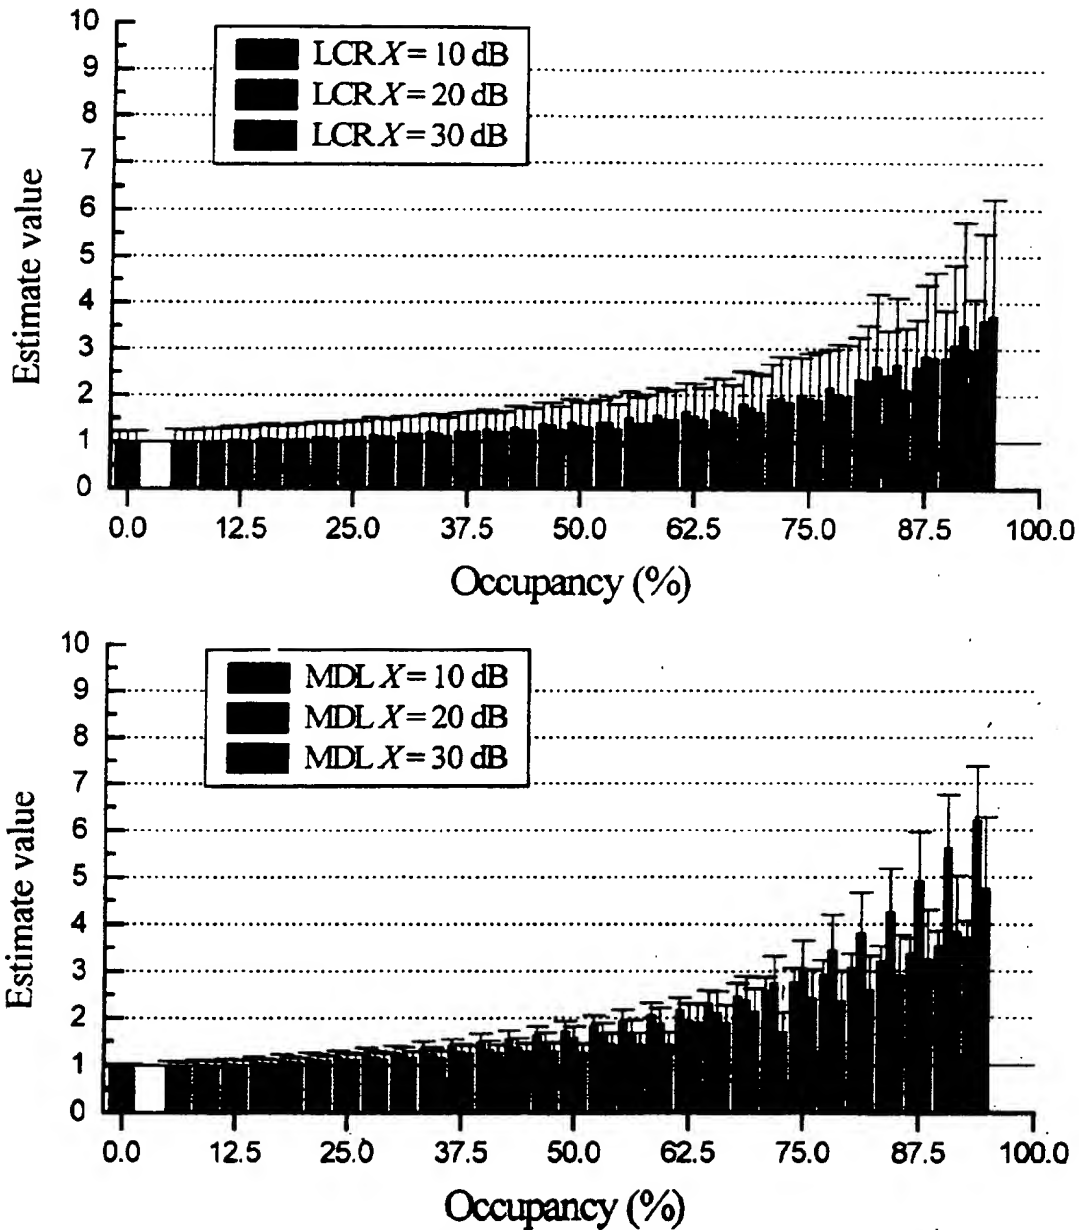 10
9
8
7
6
5
4
3
2
1
0
Estimate value
LCR X = 10 dB
LCR X = 20 dB
LCR X = 30 dB
0.0 12.5 25.0 37.5 50.0 62.5 75.0 87.5 100.0
Occupancy (%)
10
9
8
7
6
5
4
3
2
1
0
Estimate value
MDL X = 10 dB
MDL X = 20 dB
MDL X = 30 dB
0.0 12.5 25.0 37.5 50.0 62.5 75.0 87.5 100.0
Occupancy (%)